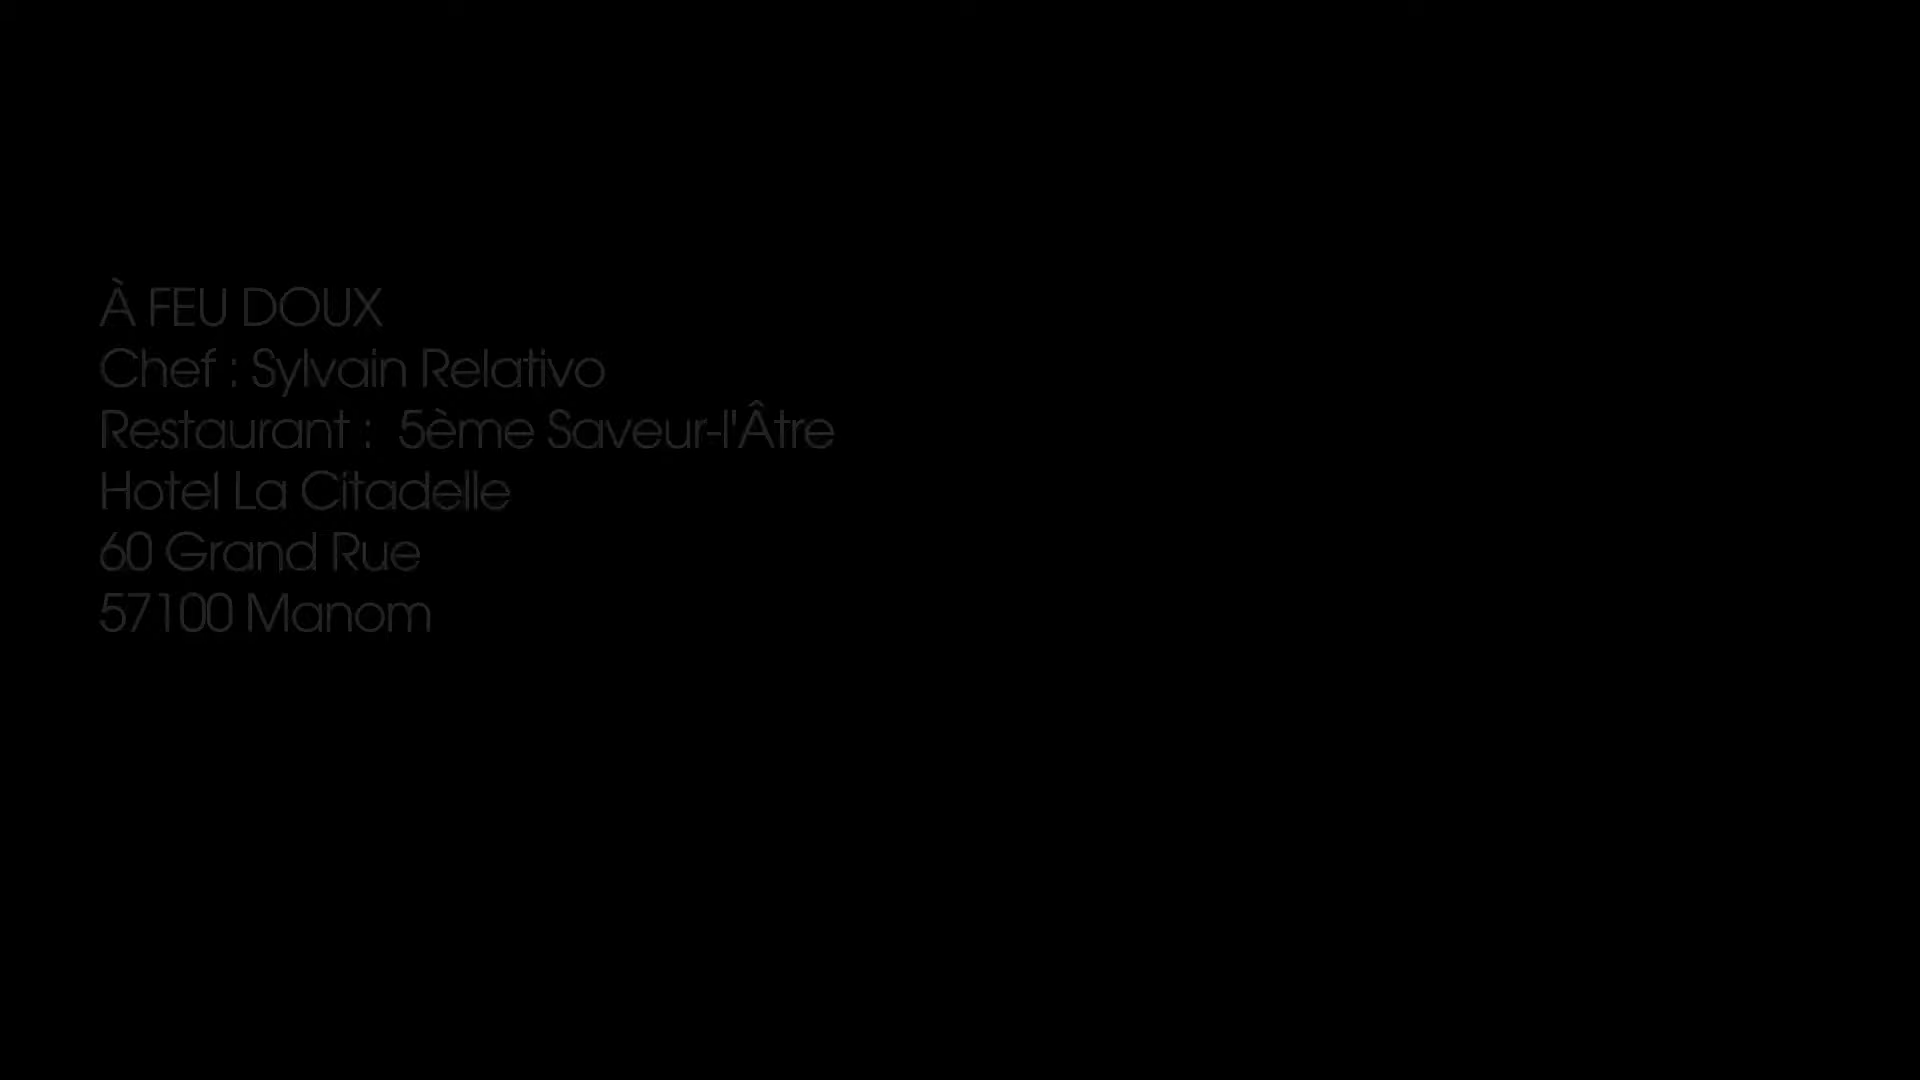 À FEU DOUX
Chef : Sylvain Relativo
Restaurant :  5ème Saveur-l'Âtre
Hotel La Citadelle
60 Grand Rue
57100 Manom